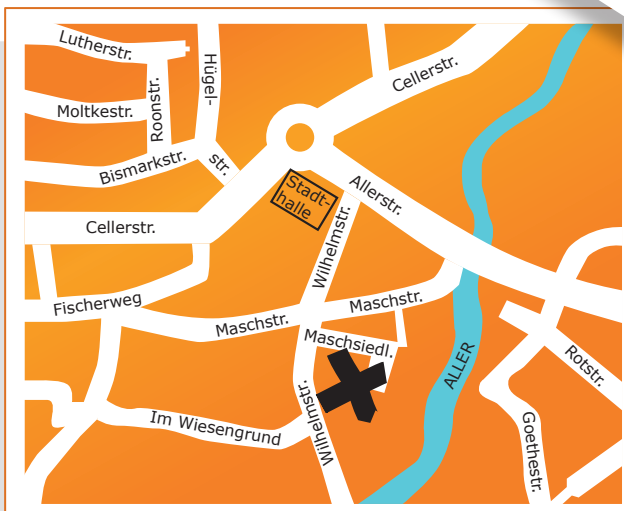 Lutherstr.
Hügel-
str.
Moltkestr.
Roonstr.
Bismarkstr.
Cellerstr.
Cellerstr.
Stadt-
halle
Allerstr.
Wilhelmstr.
Fischerweg
Maschstr.
Maschstr.
Maschsiedl.
Im Wiesengrund
Wilhelmstr.
ALLER
Rotstr.
Goethestr.